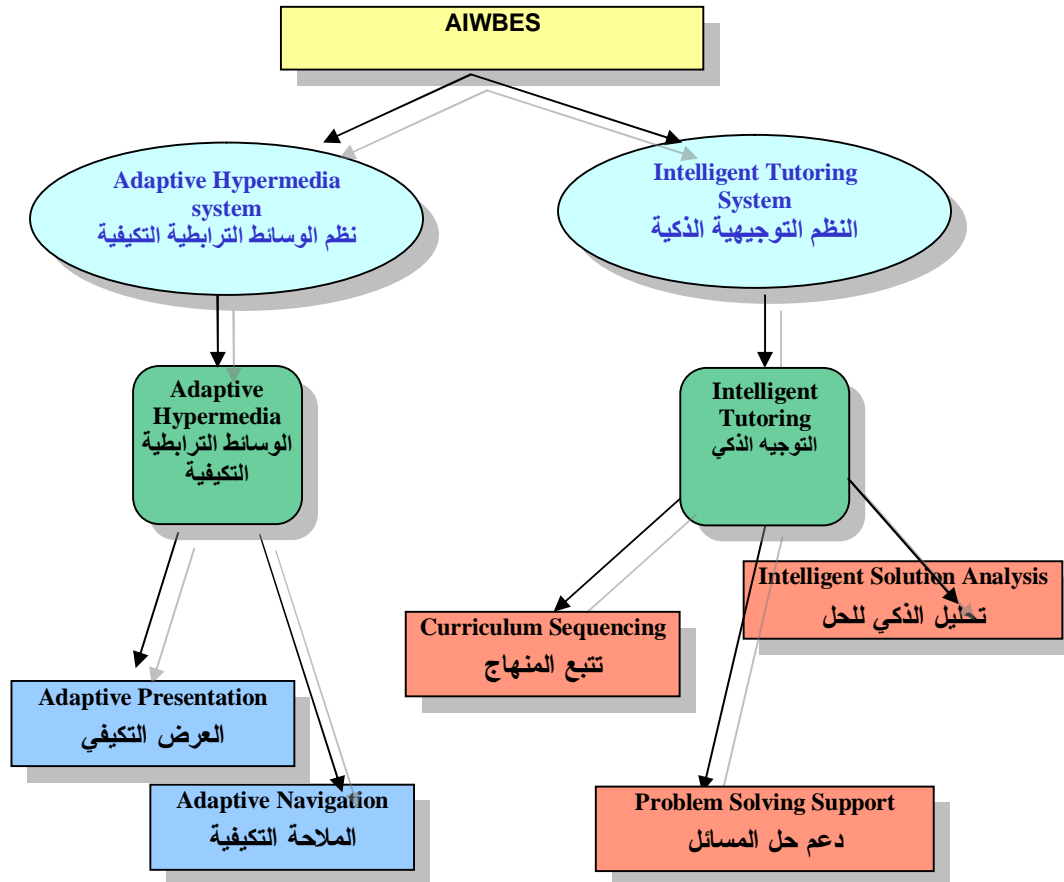 AIWBES
Adaptive Hypermedia
system
نظم الوسائط الترابطية التكيفية
Intelligent Tutoring
System
النظم التوجيهية الذكية
Adaptive
Hypermedia
الوسائط الترابطية
التكيفية
Intelligent
Tutoring
التوجيه الذكي
Intelligent Solution Analysis
تحليل الذكي للحل
Curriculum Sequencing
تتبع المنهاج
Adaptive Presentation
العرض التكيفي
Adaptive Navigation
الملاحة التكيفية
Problem Solving Support
دعم حل المسائل